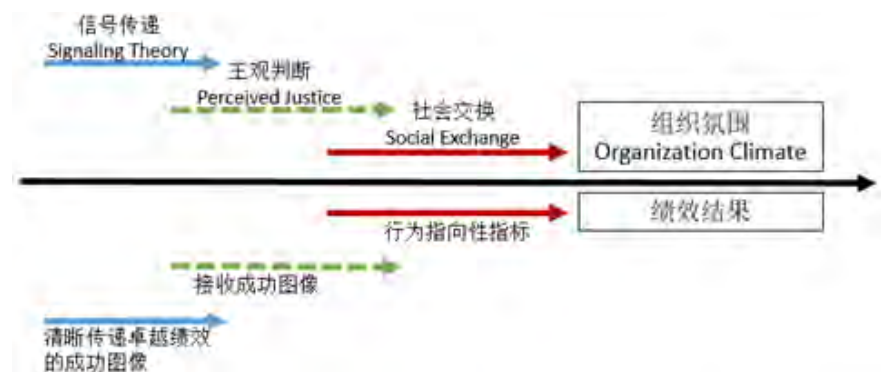 信号传递
Signaling Theory
王观判断
Perceived Justice
社会交换
Social Exchange
组织氛围
Organization Climate
绩效结果
行为指向性指标
接收成功图像
清晰传递卓越绩效
的成功图像